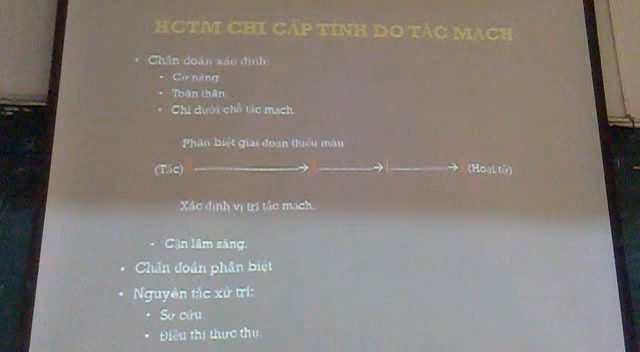 HCTM CHI CẤP TÍNH DO TẮC MẠCH
• Chẩn đoán xác định:
• Cơ năng
• Toàn thân.
• Chi dưới chỗ tắc mạch.
Phân biệt giai đoạn thiếu máu
(Tắc) (Hoại tử)
Xác định vị trí tắc mạch.
• Cận lâm sàng.
• Chẩn đoán phân biệt
• Nguyên tắc xử trí:
• Sơ cứu
• Điều thị thực thụ.